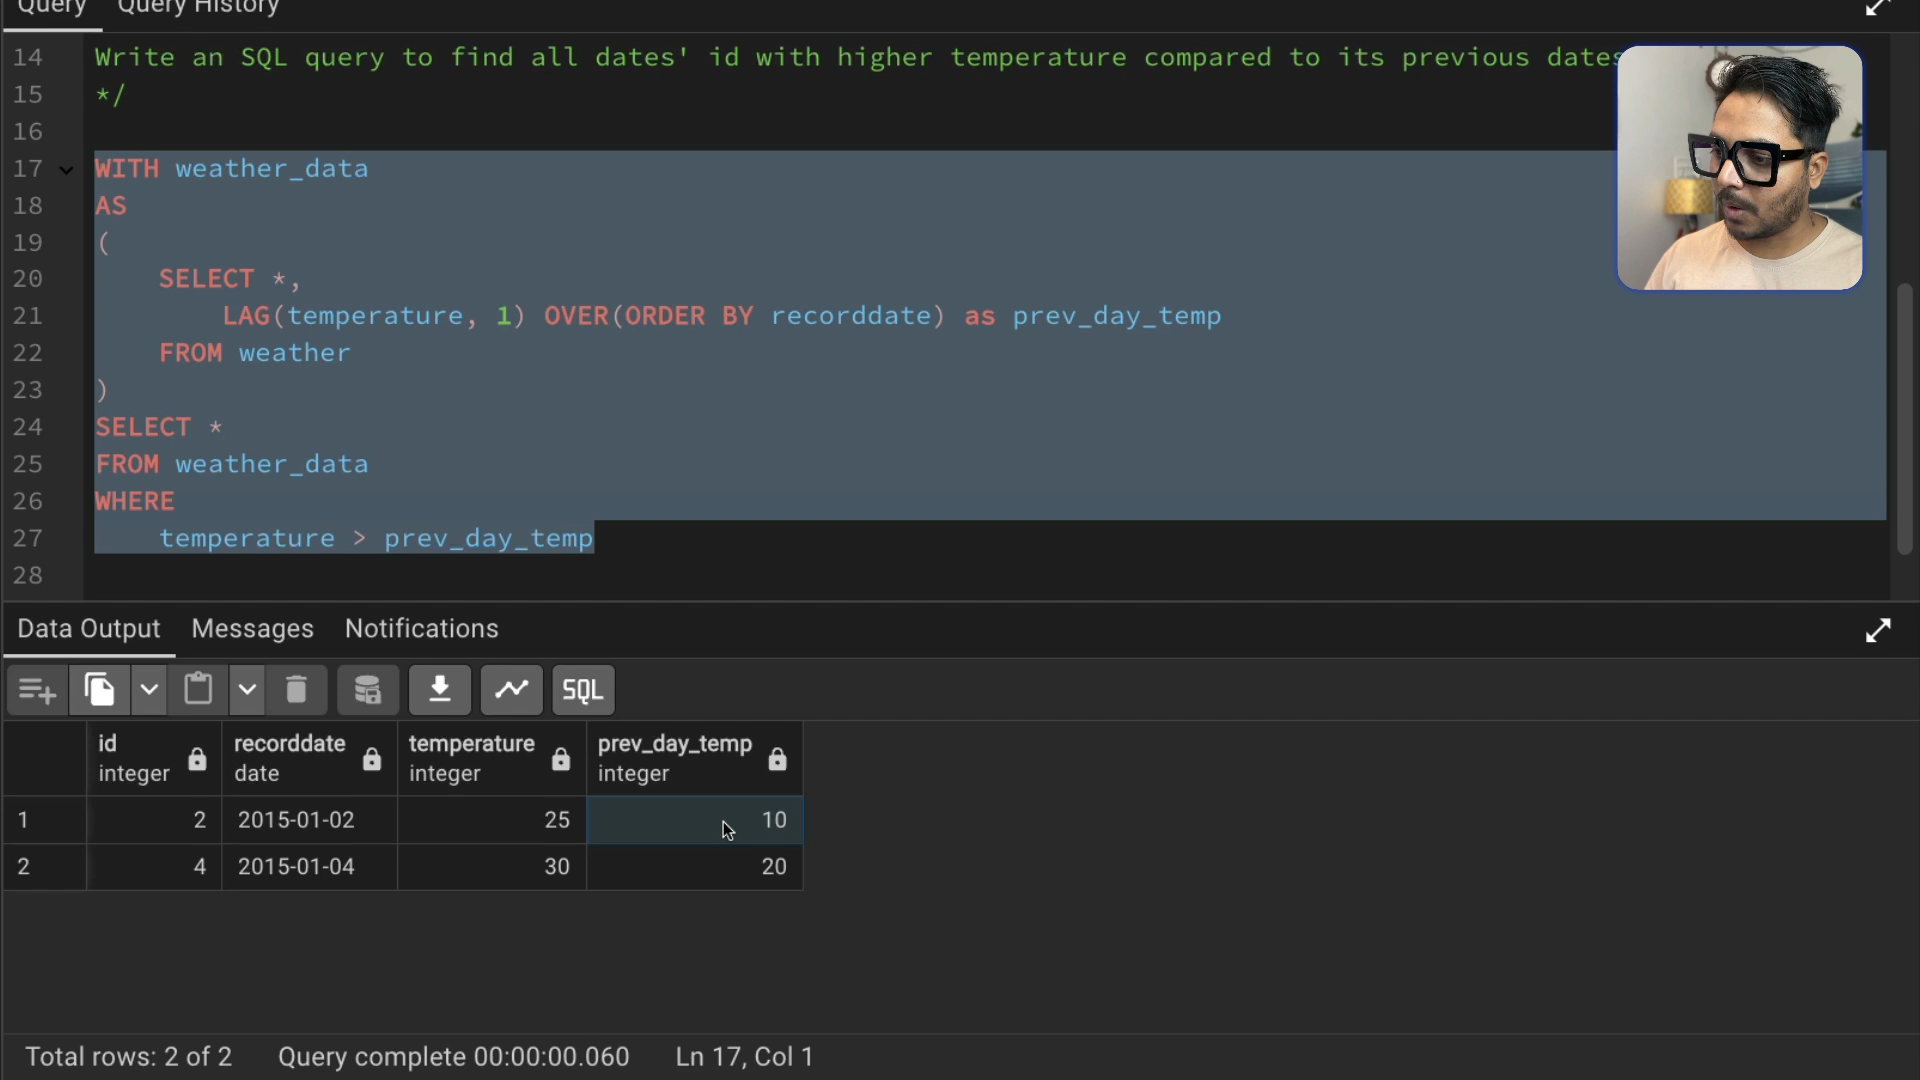 Query Query History
14 Write an SQL query to find all dates' id with higher temperature compared to its previous dates
15 */
16
17 WITH weather_data
18 AS
19 (
20 SELECT *,
21 LAG(temperature, 1) OVER(ORDER BY recorddate) as prev_day_temp
22 FROM weather
23 )
24 SELECT *
25 FROM weather_data
26 WHERE
27 temperature > prev_day_temp
28
Data Output Messages Notifications
SQL
id recorddate temperature prev_day_temp
integer date integer integer
1 2 2015-01-02 25 10
2 4 2015-01-04 30 20
Total rows: 2 of 2 Query complete 00:00:00.060 Ln 17, Col 1